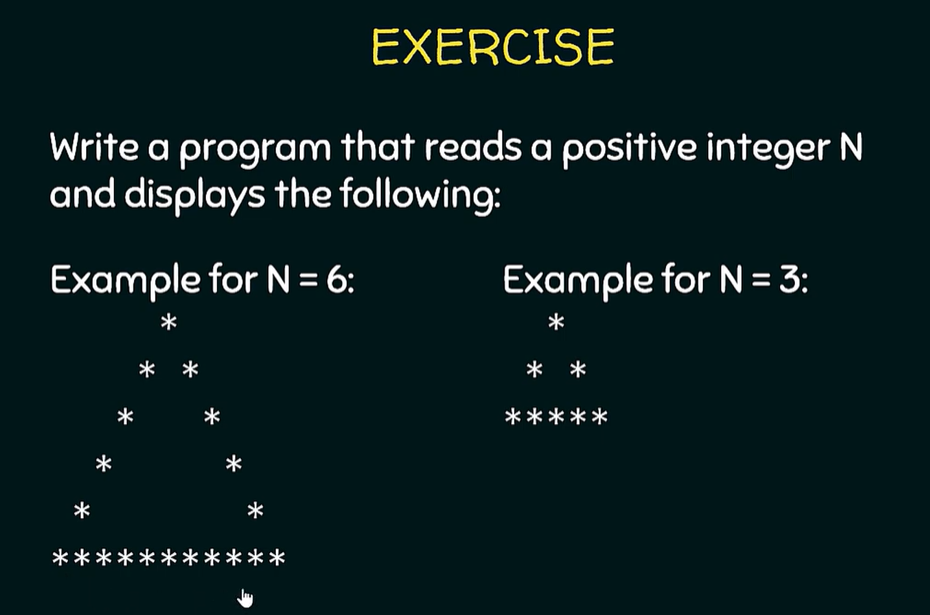 EXERCISE
Write a program that reads a positive integer N
and displays the following:
Example for N = 6:
     *
    * *
   *   *
  *     *
 *       *
***********
Example for N = 3:
  *
 * *
*****